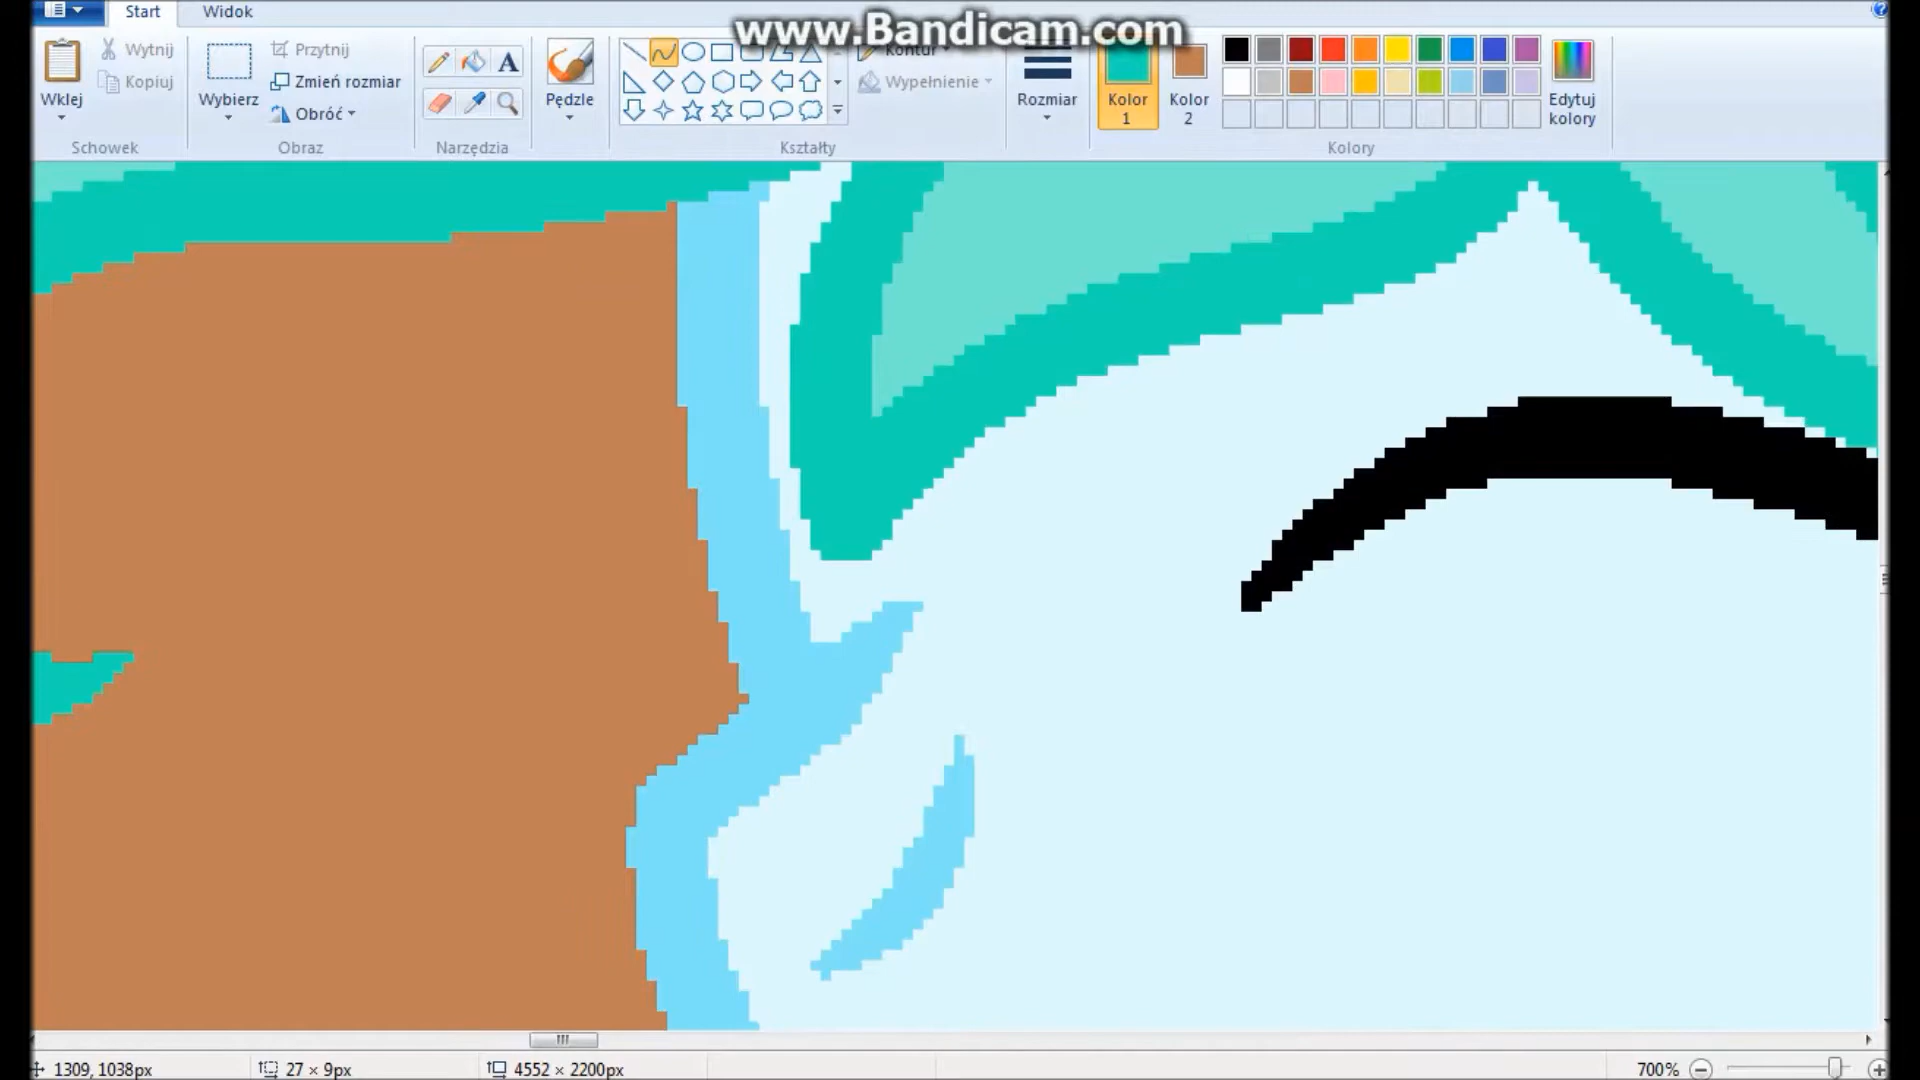 Start Widok
www.Bandicam.com
Wklej
Wytnij
Kopiuj
Schowek
Wybierz
Przytnij
Zmień rozmiar
Obróć
Obraz
A
Narzędzia
Pędzle
Kontur
Wypełnienie
Kształty
Rozmiar
Kolor
1
Kolor
2
Edytuj
kolory
Kolory
1309, 1038px
27 × 9px
4552 × 2200px
700%